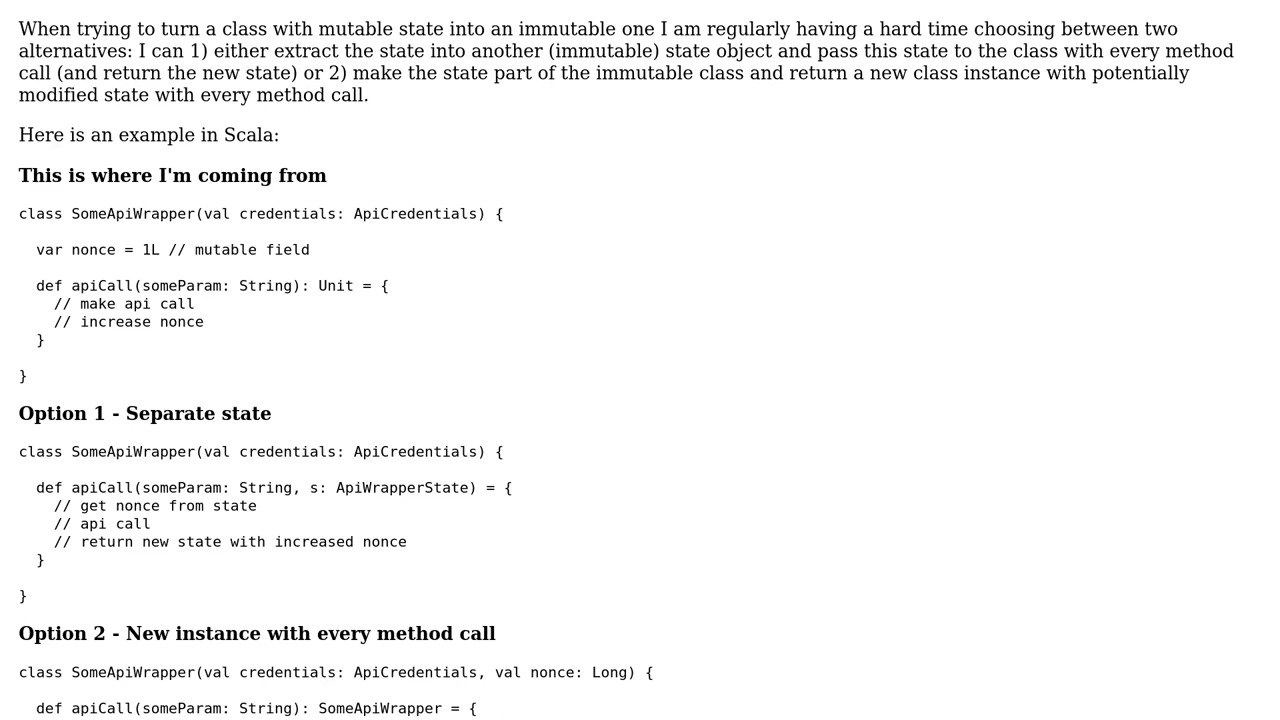 When trying to turn a class with mutable state into an immutable one I am regularly having a hard time choosing between two
alternatives: I can 1) either extract the state into another (immutable) state object and pass this state to the class with every method
call (and return the new state) or 2) make the state part of the immutable class and return a new class instance with potentially
modified state with every method call.
Here is an example in Scala:
This is where I'm coming from
class SomeApiWrapper(val credentials: ApiCredentials) {
  var nonce = 1L // mutable field
  def apiCall(someParam: String): Unit = {
    // make api call
    // increase nonce
  }
}
Option 1 - Separate state
class SomeApiWrapper(val credentials: ApiCredentials) {
  def apiCall(someParam: String, s: ApiWrapperState) = {
    // get nonce from state
    // api call
    // return new state with increased nonce
  }
}
Option 2 - New instance with every method call
class SomeApiWrapper(val credentials: ApiCredentials, val nonce: Long) {
  def apiCall(someParam: String): SomeApiWrapper = {